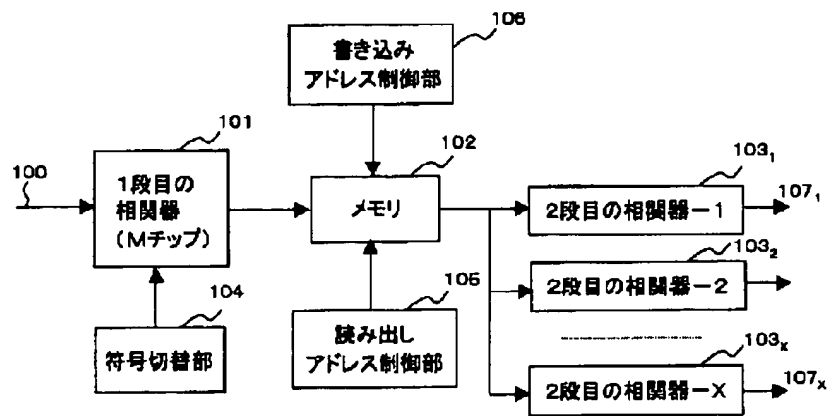 106
書き込み
アドレス制御部
101
102
103₁
100
1段目の
相関器
(Mチップ)
メモリ
2段目の相関器－1
107₁
103₂
2段目の相関器－2
104
105
符号切替部
読み出し
アドレス制御部
103ₓ
2段目の相関器－X
107ₓ